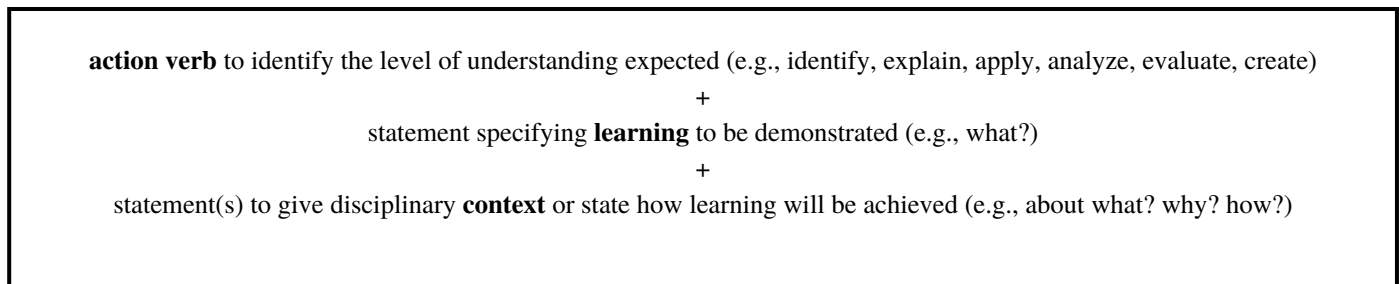 action verb to identify the level of understanding expected (e.g., identify, explain, apply, analyze, evaluate, create)
+
statement specifying learning to be demonstrated (e.g., what?)
+
statement(s) to give disciplinary context or state how learning will be achieved (e.g., about what? why? how?)